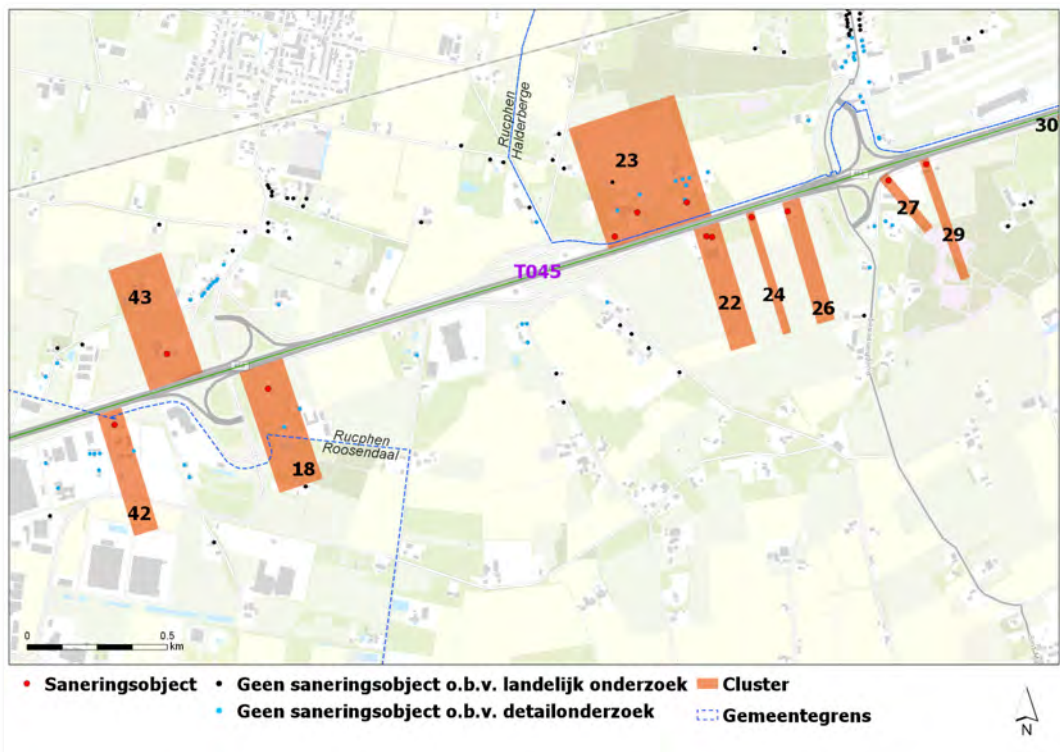 30
Rucphen
Halderberge
23
T045
27
29
43
22
24
26
Rucphen
Roosendaal
18
42
0
0.5
km
Saneringsobject
Geen saneringsobject o.b.v. landelijk onderzoek
Cluster
Geen saneringsobject o.b.v. detailonderzoek
Gemeentegrens
N